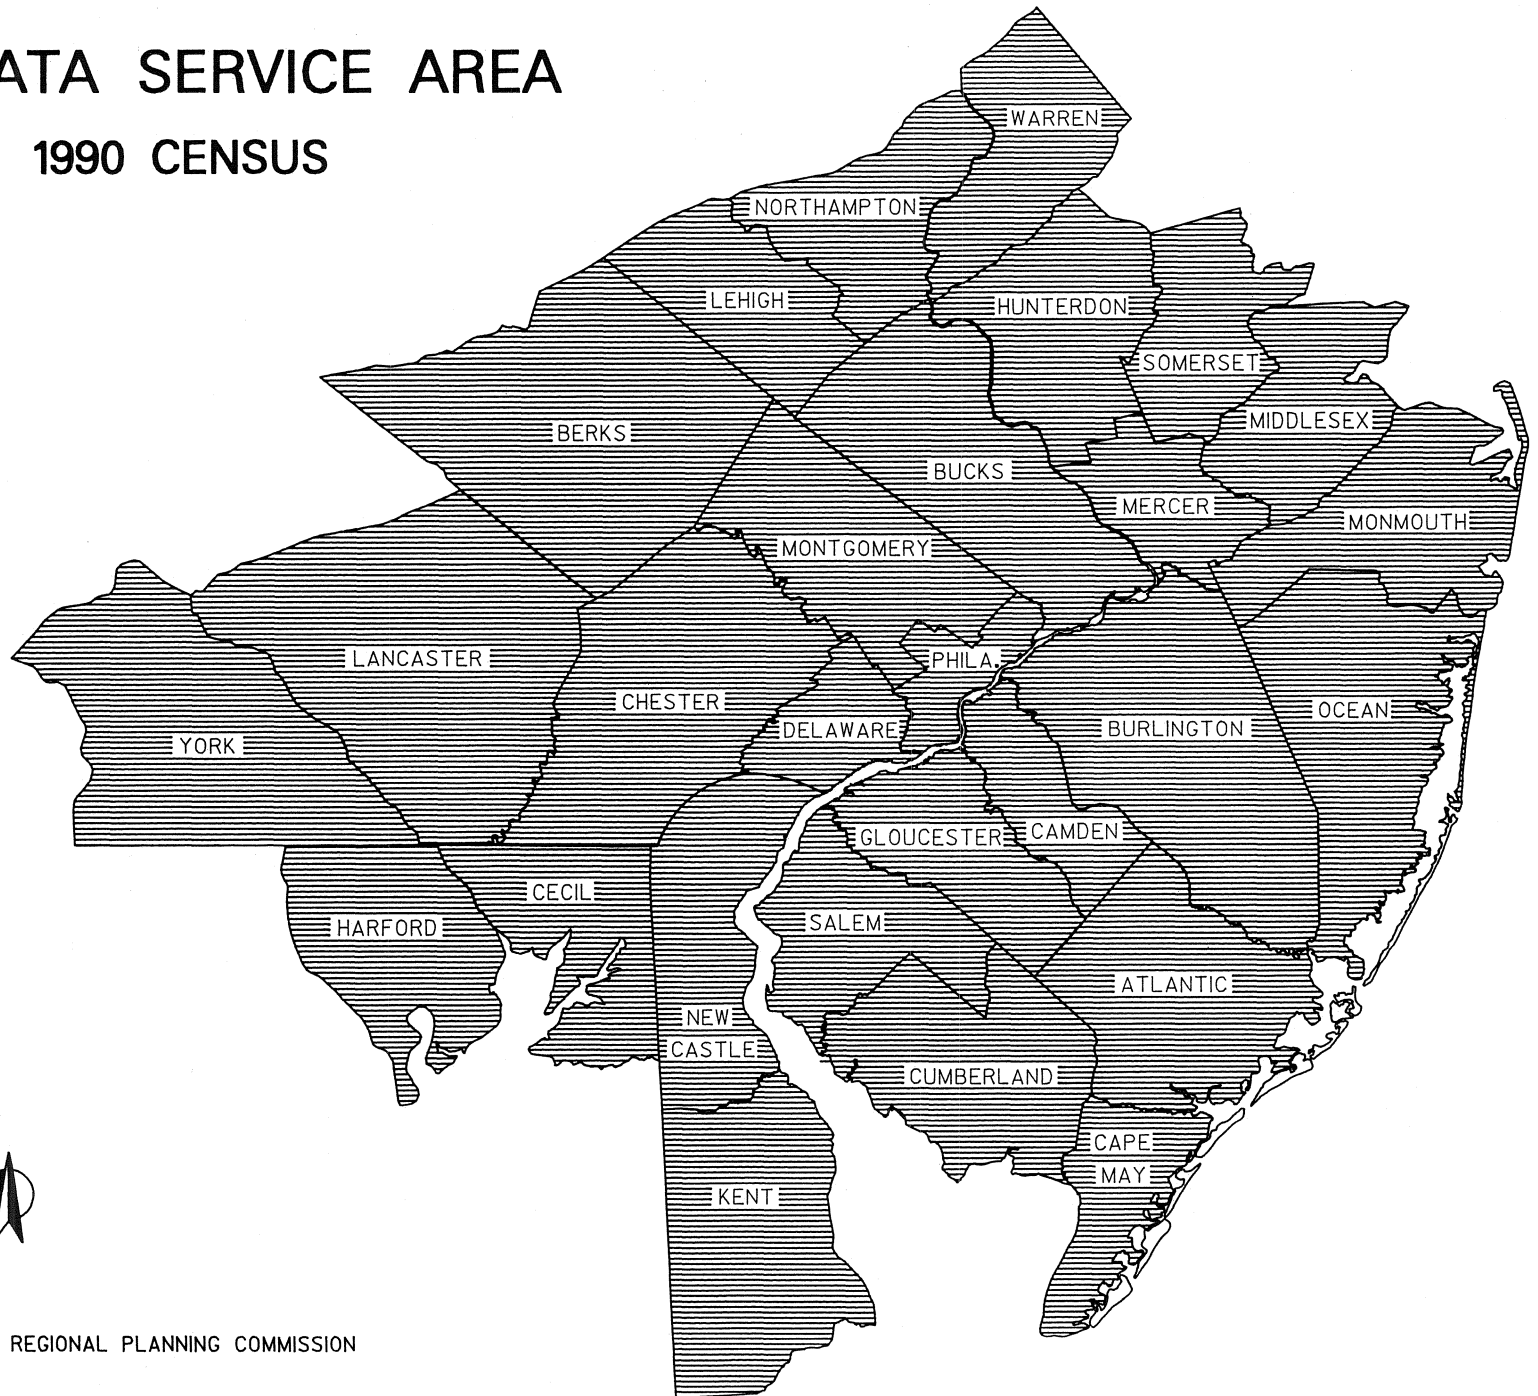 ATA SERVICE AREA
1990 CENSUS
WARREN
NORTHAMPTON
LEHIGH
HUNTERDON
SOMERSET
MIDDLESEX
BERKS
BUCKS
MERCER
MONMOUTH
MONTGOMERY
LANCASTER
PHILA.
CHESTER
OCEAN
DELAWARE
BURLINGTON
YORK
GLOUCESTER
CAMDEN
CECIL
HARFORD
SALEM
ATLANTIC
NEW
CASTLE
CUMBERLAND
CAPE
MAY
KENT
REGIONAL PLANNING COMMISSION